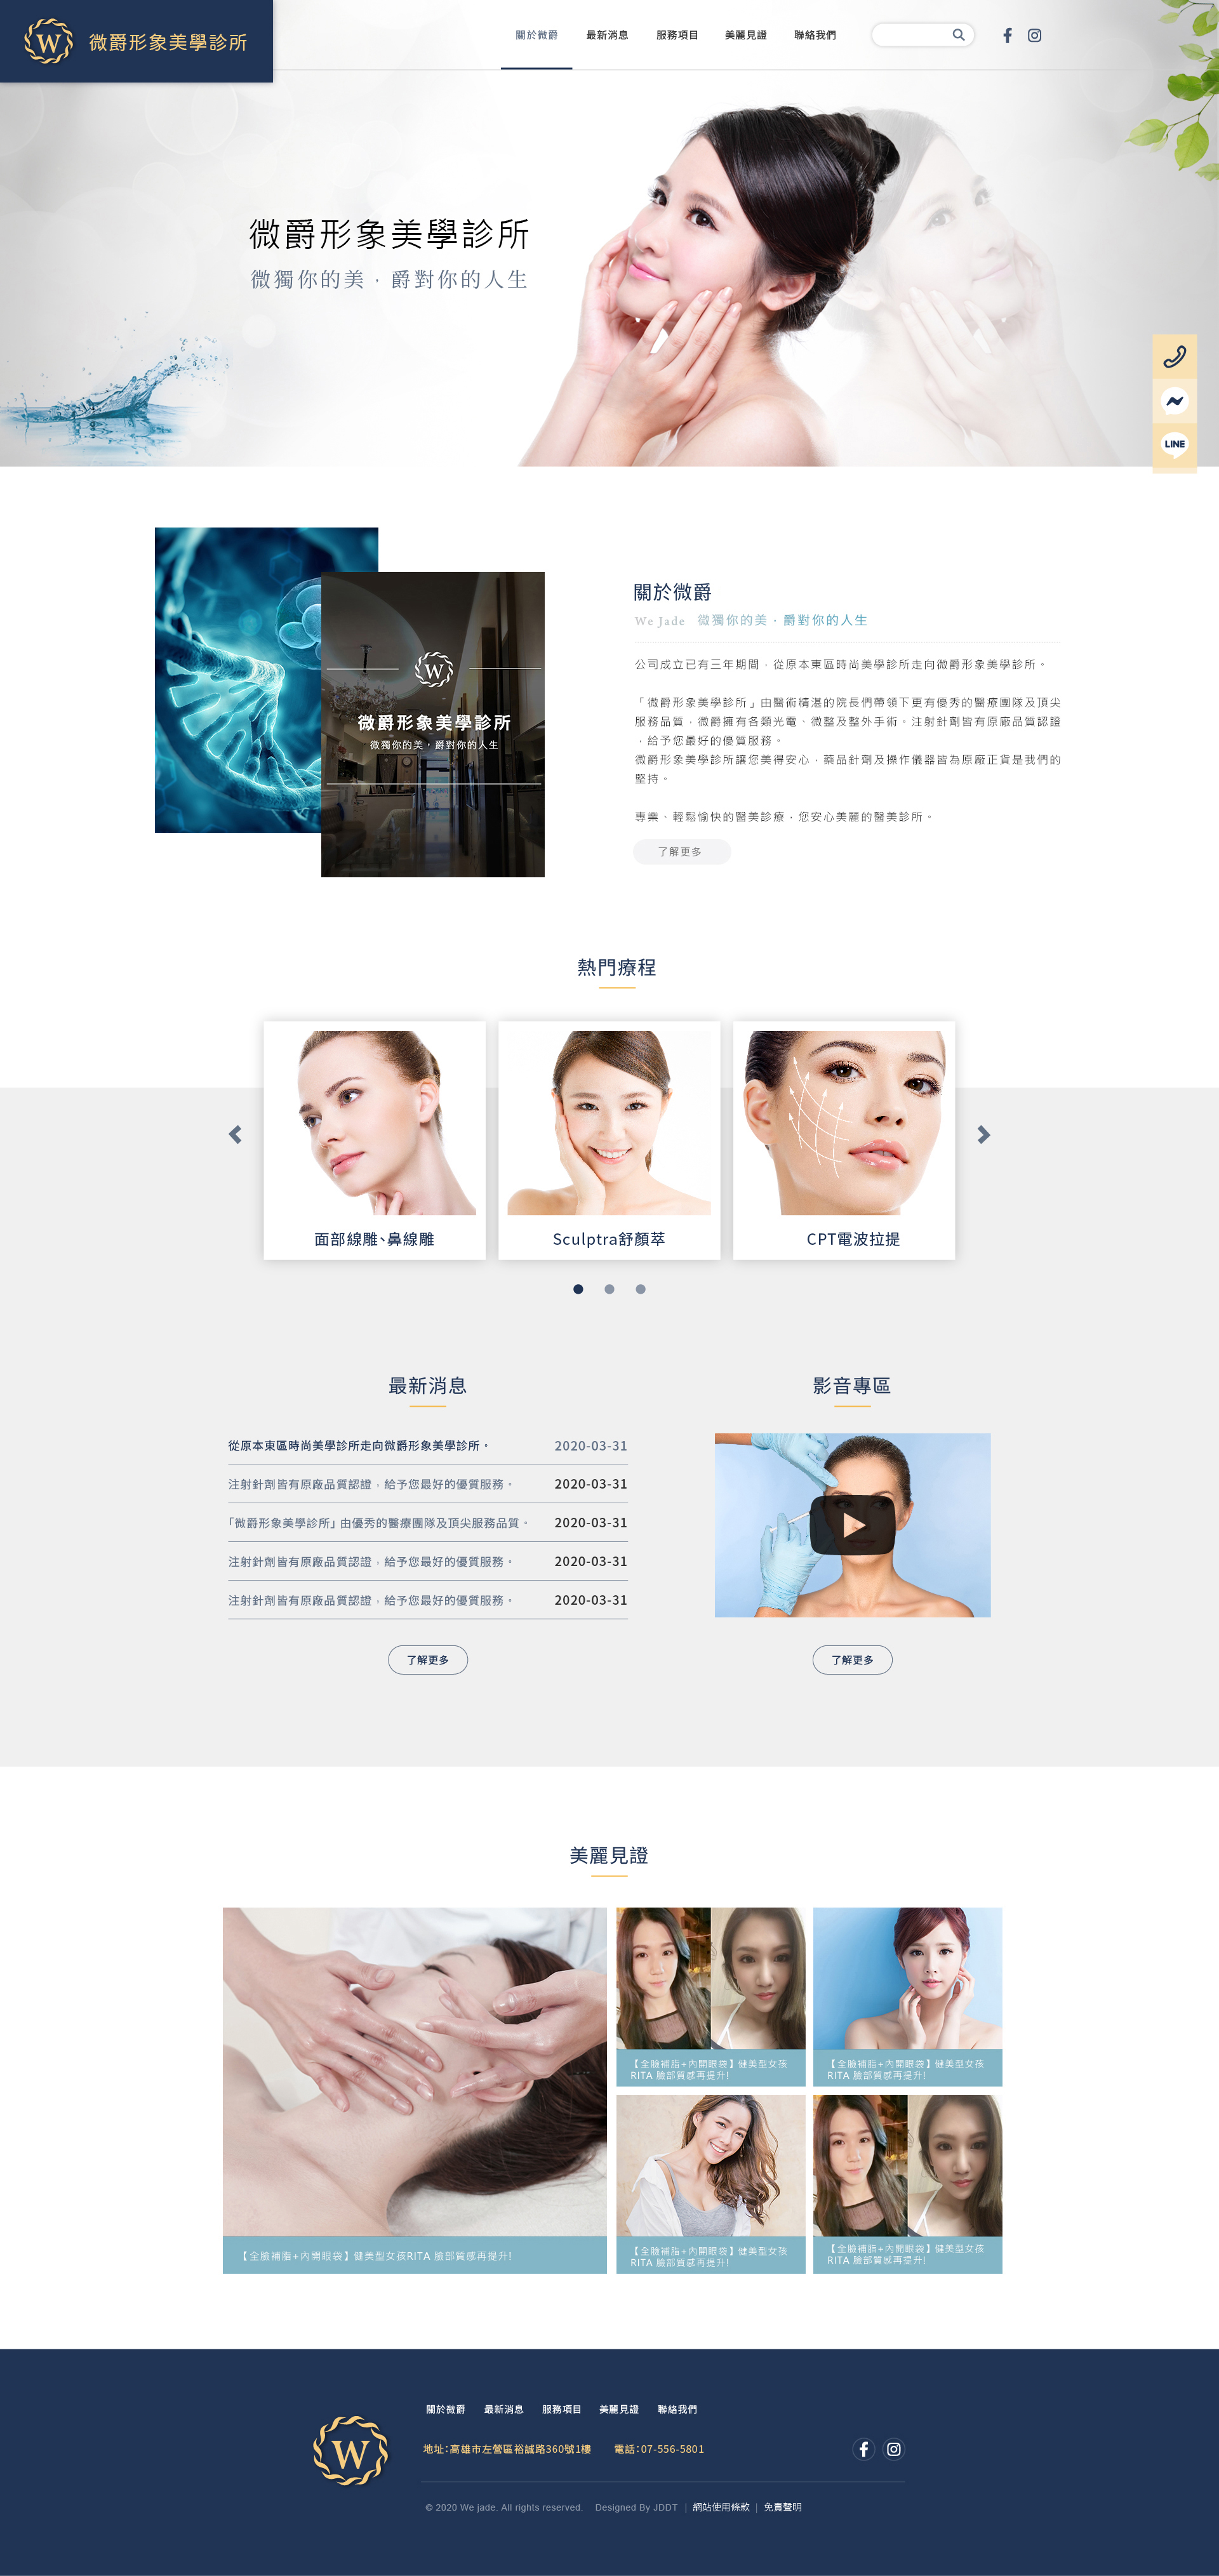 W 微爵形象美學診所
關於微爵 最新消息 服務項目 美麗見證 聯絡我們
微爵形象美學診所
微獨你的美，爵對你的人生
LINE
W
微爵形象美學診所
微獨你的美，爵對你的人生
關於微爵
We Jade 微獨你的美，爵對你的人生
公司成立已有三年期間，從原本東區時尚美學診所走向微爵形象美學診所。
「微爵形象美學診所」由醫術精湛的院長們帶領下更有優秀的醫療團隊及頂尖
服務品質，微爵擁有各類光電、微整及整外手術。注射針劑皆有原廠品質認證
，給予您最好的優質服務。
微爵形象美學診所讓您美得安心，藥品針劑及操作儀器皆為原廠正貨是我們的
堅持。
專業、輕鬆愉快的醫美診療，您安心美麗的醫美診所。
了解更多
熱門療程
面部線雕、鼻線雕
Sculptra舒顏萃
CPT電波拉提
最新消息
從原本東區時尚美學診所走向微爵形象美學診所。 2020-03-31
注射針劑皆有原廠品質認證，給予您最好的優質服務。 2020-03-31
「微爵形象美學診所」由優秀的醫療團隊及頂尖服務品質。 2020-03-31
注射針劑皆有原廠品質認證，給予您最好的優質服務。 2020-03-31
注射針劑皆有原廠品質認證，給予您最好的優質服務。 2020-03-31
了解更多
影音專區
了解更多
美麗見證
【全臉補脂+內開眼袋】健美型女孩RITA 臉部質感再提升!
【全臉補脂+內開眼袋】健美型女孩
RITA 臉部質感再提升!
【全臉補脂+內開眼袋】健美型女孩
RITA 臉部質感再提升!
【全臉補脂+內開眼袋】健美型女孩
RITA 臉部質感再提升!
【全臉補脂+內開眼袋】健美型女孩
RITA 臉部質感再提升!
W
關於微爵 最新消息 服務項目 美麗見證 聯絡我們
地址：高雄市左營區裕誠路360號1樓 電話：07-556-5801
© 2020 We jade. All rights reserved. Designed By JDDT | 網站使用條款 | 免責聲明